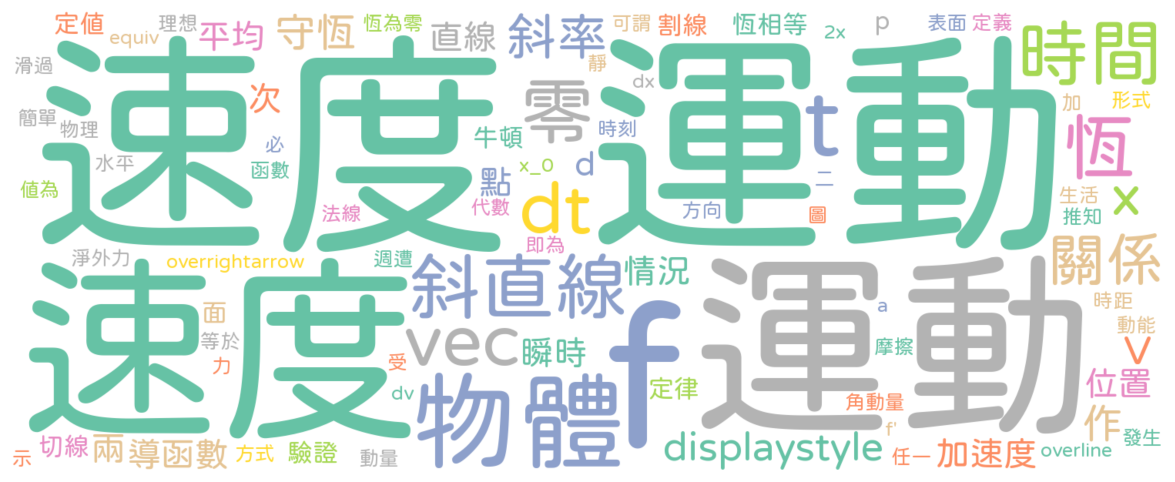 定值 理想 恆為零 可謂 割線 恆相等 表面 定義
equiv 平均 守恆 直線 斜率 2x p 時間
滑過 速度 運動 靜 dx
簡單 物理 次 零 時刻 t 恆 加 形式
水平 必 牛頓
值為 函數 x_0 d 二 生活 x
法線 代數 點 dt 方向 圖 推知
即為
淨外力 overrightarrow 週遭 斜直線 情況 運動 關係
速度 面 f a 時距
等於 vec 瞬時 摩擦 動能
力 受 v
dv 物體 定律 位置
角動量 作
切線 兩 導函數 方式 驗證 displaystyle f' 發生
示 動量 任一 加速度 overline